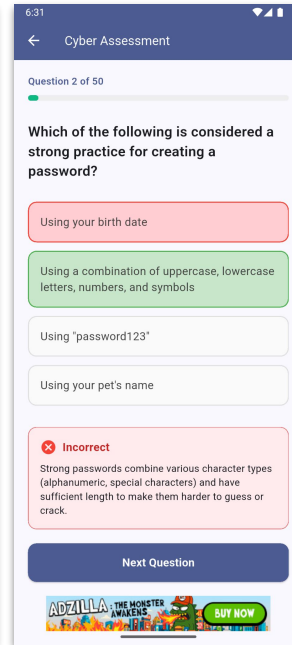 6:31
Cyber Assessment
Question 2 of 50
Which of the following is considered a
strong practice for creating a
password?
Using your birth date
Using a combination of uppercase, lowercase
letters, numbers, and symbols
Using "password123"
Using your pet's name
Incorrect
Strong passwords combine various character types
(alphanumeric, special characters) and have
sufficient length to make them harder to guess or
crack.
Next Question
ADZILLA: THE MONSTER
AWAKENS
BUY NOW